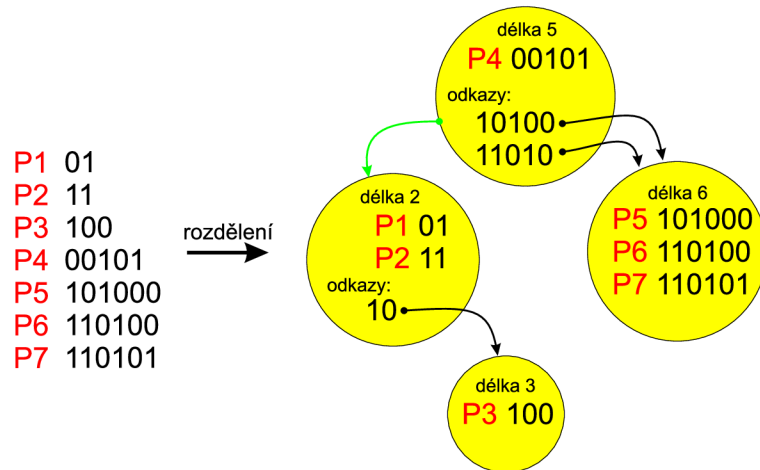 P1 01
P2 11
P3 100
P4 00101
P5 101000
P6 110100
P7 110101
rozdělení
délka 5
P4 00101
odkazy:
10100
11010
délka 2
P1 01
P2 11
odkazy:
10
délka 6
P5 101000
P6 110100
P7 110101
délka 3
P3 100